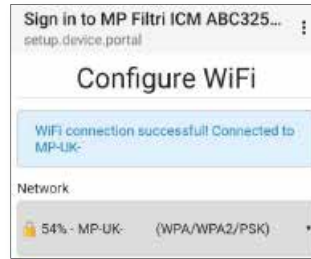 Sign in to MP Filtri ICM ABC325...
setup.device.portal
Configure WiFi
WiFi connection successful! Connected to
MP-UK-
Network
54% - MP-UK- (WPA/WPA2/PSK)